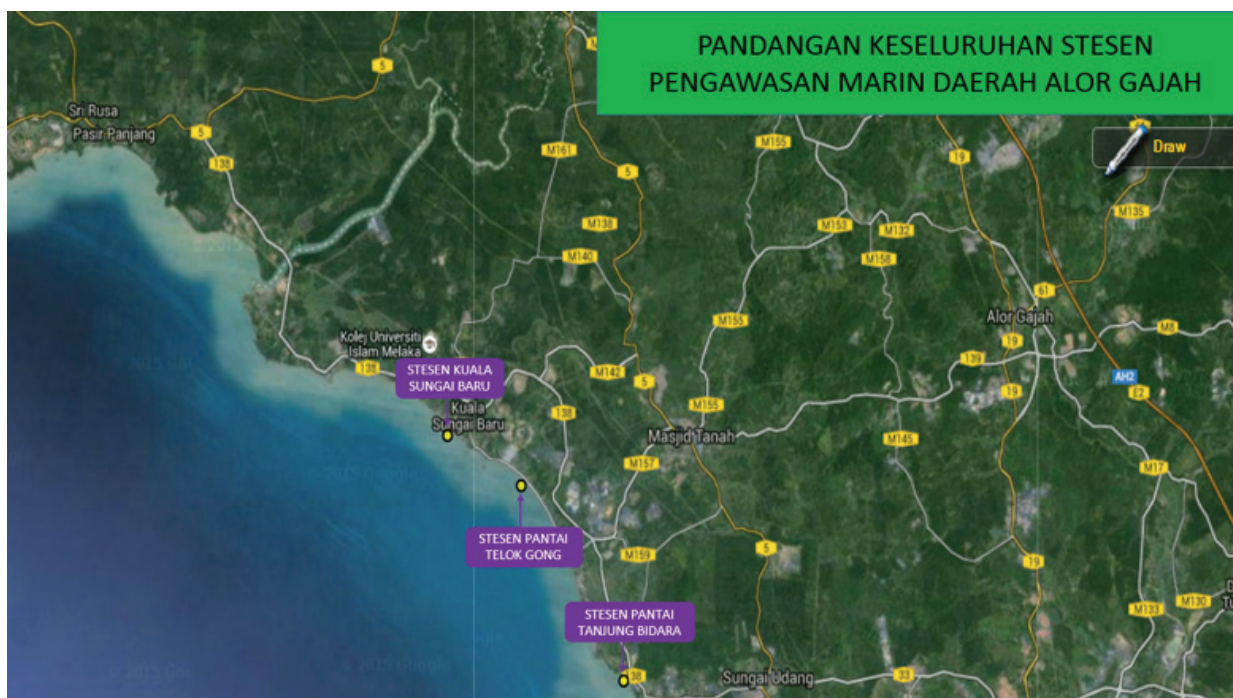 PANDANGAN KESELURUHAN STESEN
PENGAWASAN MARIN DAERAH ALOR GAJAH
Draw
Sri Rusa
Pasir Panjang
5
5
138
M161
M155
5
19
M135
M138
M153
M132
M140
M158
61
Alor Gajah
M155
M8
19
Kolej Universiti
Islam Melaka
138
M142
5
139
AH2
E2
19
STESEN KUALA
SUNGAI BARU
Kuala
Sungai Baru
138
M155
Masjid Tanah
M145
M157
M17
STESEN PANTAI
TELOK GONG
M159
5
19
STESEN PANTAI
TANJUNG BIDARA
M133
M130
38
Sungai Udang
33